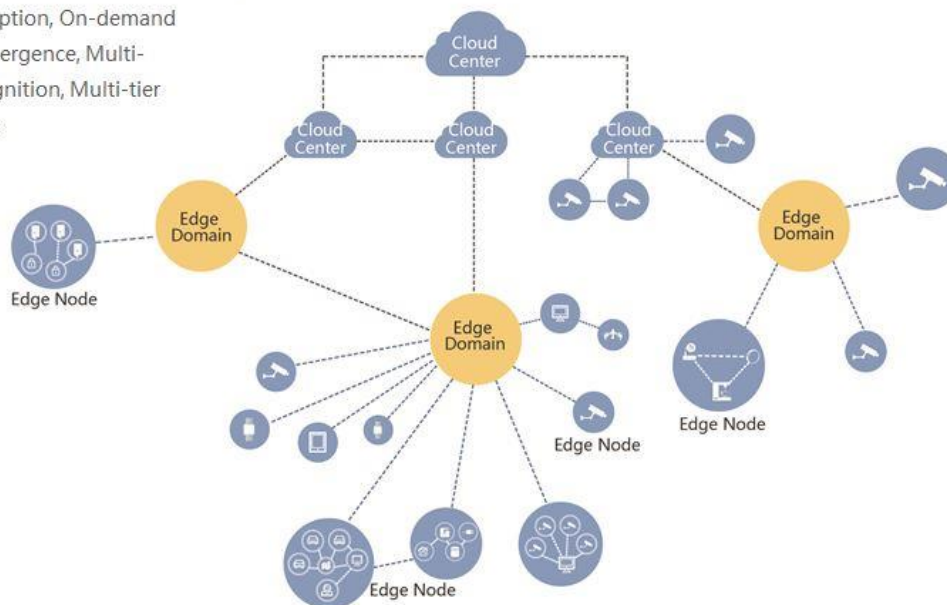 ption, On-demand
ergence, Multi-
gnition, Multi-tier
Cloud
Center
Cloud
Center
Cloud
Center
Cloud
Center
Edge
Domain
Edge
Domain
Edge Node
Edge
Domain
Edge Node
Edge Node
Edge Node